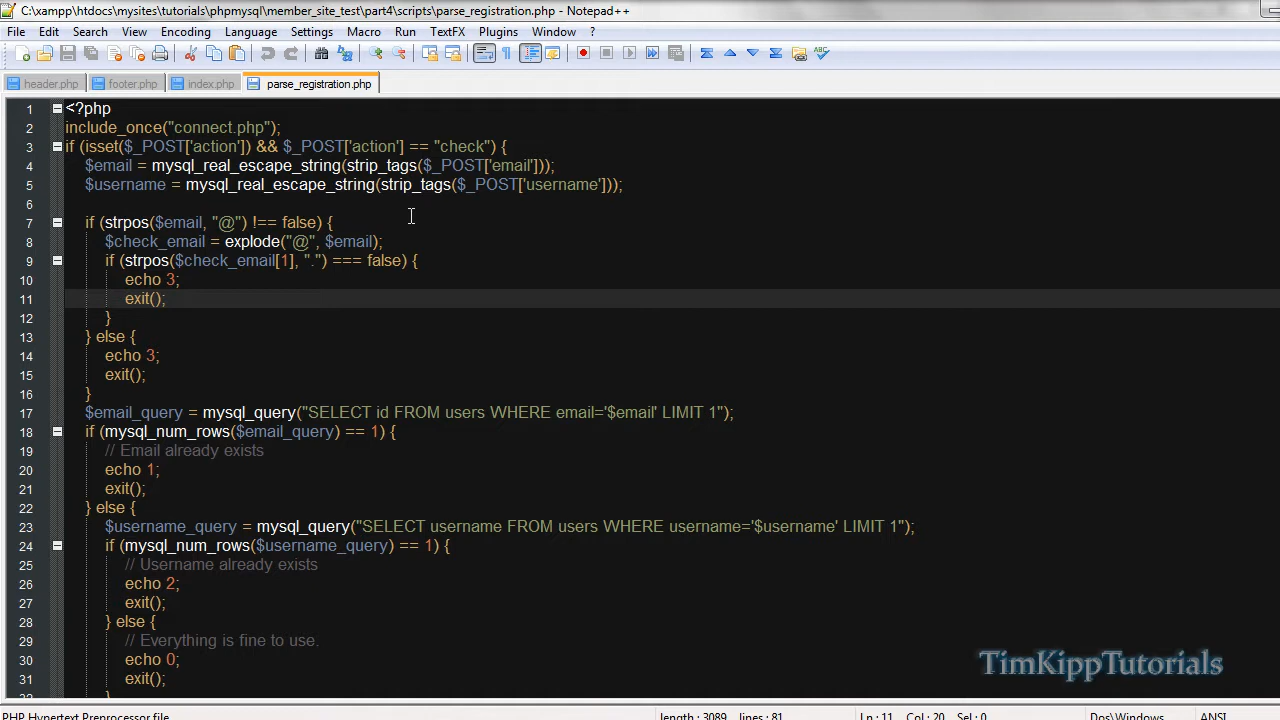 C:\xampp\htdocs\mysites\tutorials\phpmysql\member_site_test\part4\scripts\parse_registration.php - Notepad++
File Edit Search View Encoding Language Settings Macro Run TextFX Plugins Window ?
header.php footer.php index.php parse_registration.php
1 <?php
2 include_once("connect.php");
3 if (isset($_POST['action']) && $_POST['action'] == "check") {
4 $email = mysql_real_escape_string(strip_tags($_POST['email']));
5 $username = mysql_real_escape_string(strip_tags($_POST['username']));
6
7 if (strpos($email, "@") !== false) {
8 $check_email = explode("@", $email);
9 if (strpos($check_email[1], ".") === false) {
10 echo 3;
11 exit();
12 }
13 } else {
14 echo 3;
15 exit();
16 }
17 $email_query = mysql_query("SELECT id FROM users WHERE email='$email' LIMIT 1");
18 if (mysql_num_rows($email_query) == 1) {
19 // Email already exists
20 echo 1;
21 exit();
22 } else {
23 $username_query = mysql_query("SELECT username FROM users WHERE username='$username' LIMIT 1");
24 if (mysql_num_rows($username_query) == 1) {
25 // Username already exists
26 echo 2;
27 exit();
28 } else {
29 // Everything is fine to use.
30 echo 0;
31 exit();
32 }
TimKippTutorials
PHP Hypertext Preprocessor file length : 3089 lines : 81 Ln : 11 Col : 20 Sel : 0 Dos\Windows ANSI